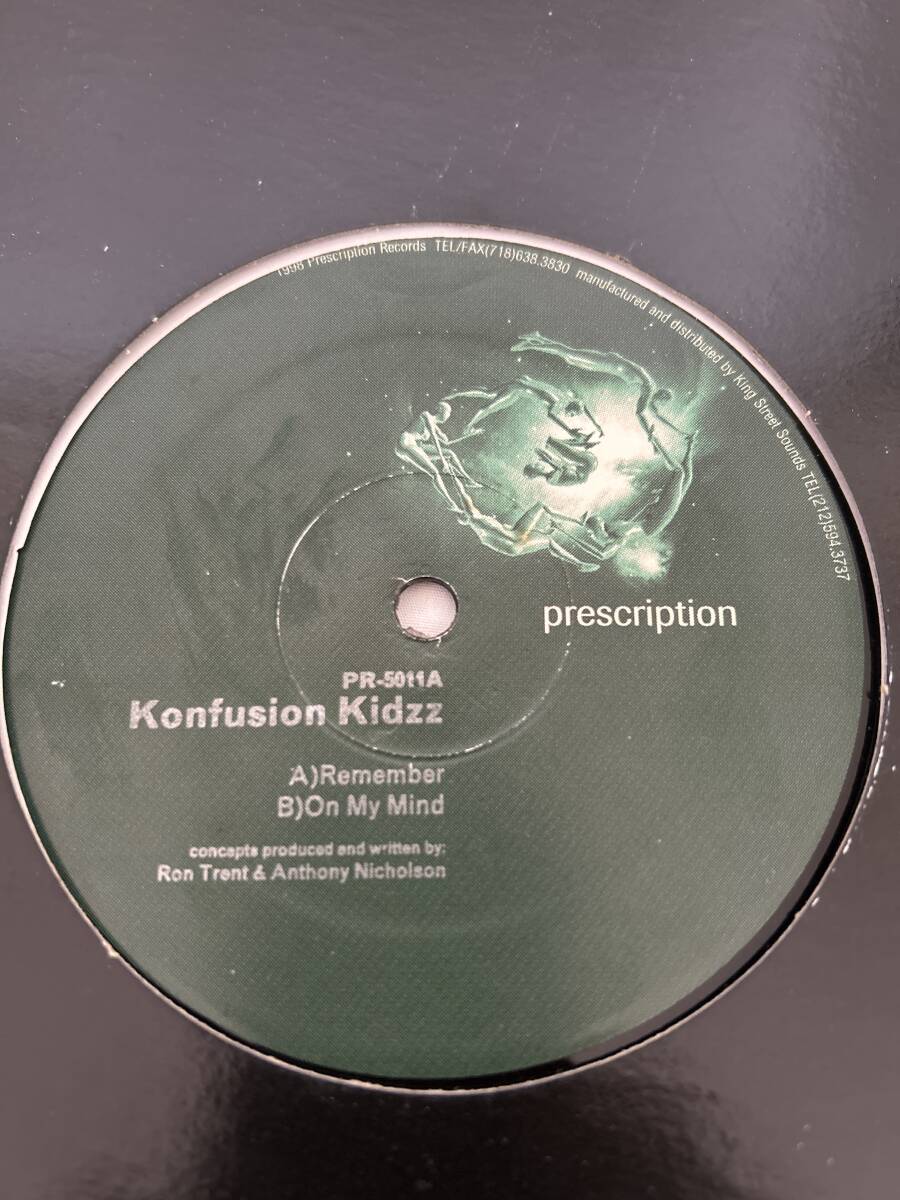 1998 Prescription Records TEL/FAX(718)638.3830 manufactured and distributed by King Street Sounds TEL(212)594.3737
prescription
PR-5011A
Konfusion Kidzz
A)Remember
B)On My Mind
concepts produced and written by:
Ron Trent & Anthony Nicholson